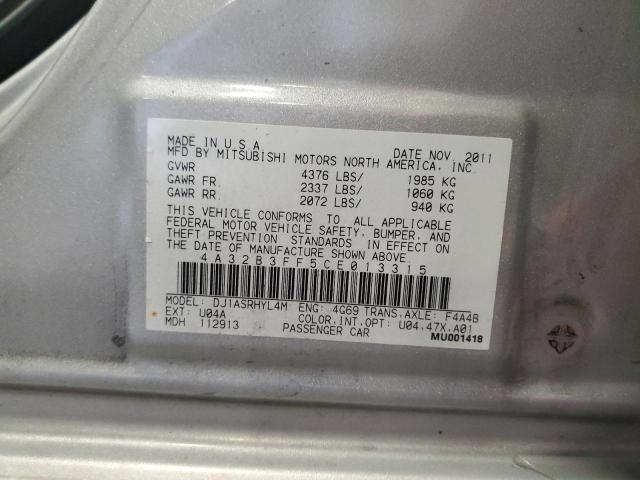 MADE IN U S A DATE NOV 2011
MFD BY MITSUBISHI MOTORS NORTH AMERICA, INC.
GVWR 4376 LBS/ 1985 KG
GAWR FR 2337 LBS/ 1060 KG
GAWR RR 2072 LBS/ 940 KG
THIS VEHICLE CONFORMS TO ALL APPLICABLE
FEDERAL MOTOR VEHICLE SAFETY, BUMPER, AND
THEFT PREVENTION STANDARDS IN EFFECT ON
THE DATE OF MANUFACTURE SHOWN ABOVE.
4A32B3FF5CE013315
MODEL: DJ1ASRHYL4M ENG: 4G69 TRANS,AXLE: F4A4B
EXT: U04A COLOR,INT,OPT: U04,47X,A01
MDH 112913 PASSENGER CAR
MU001418